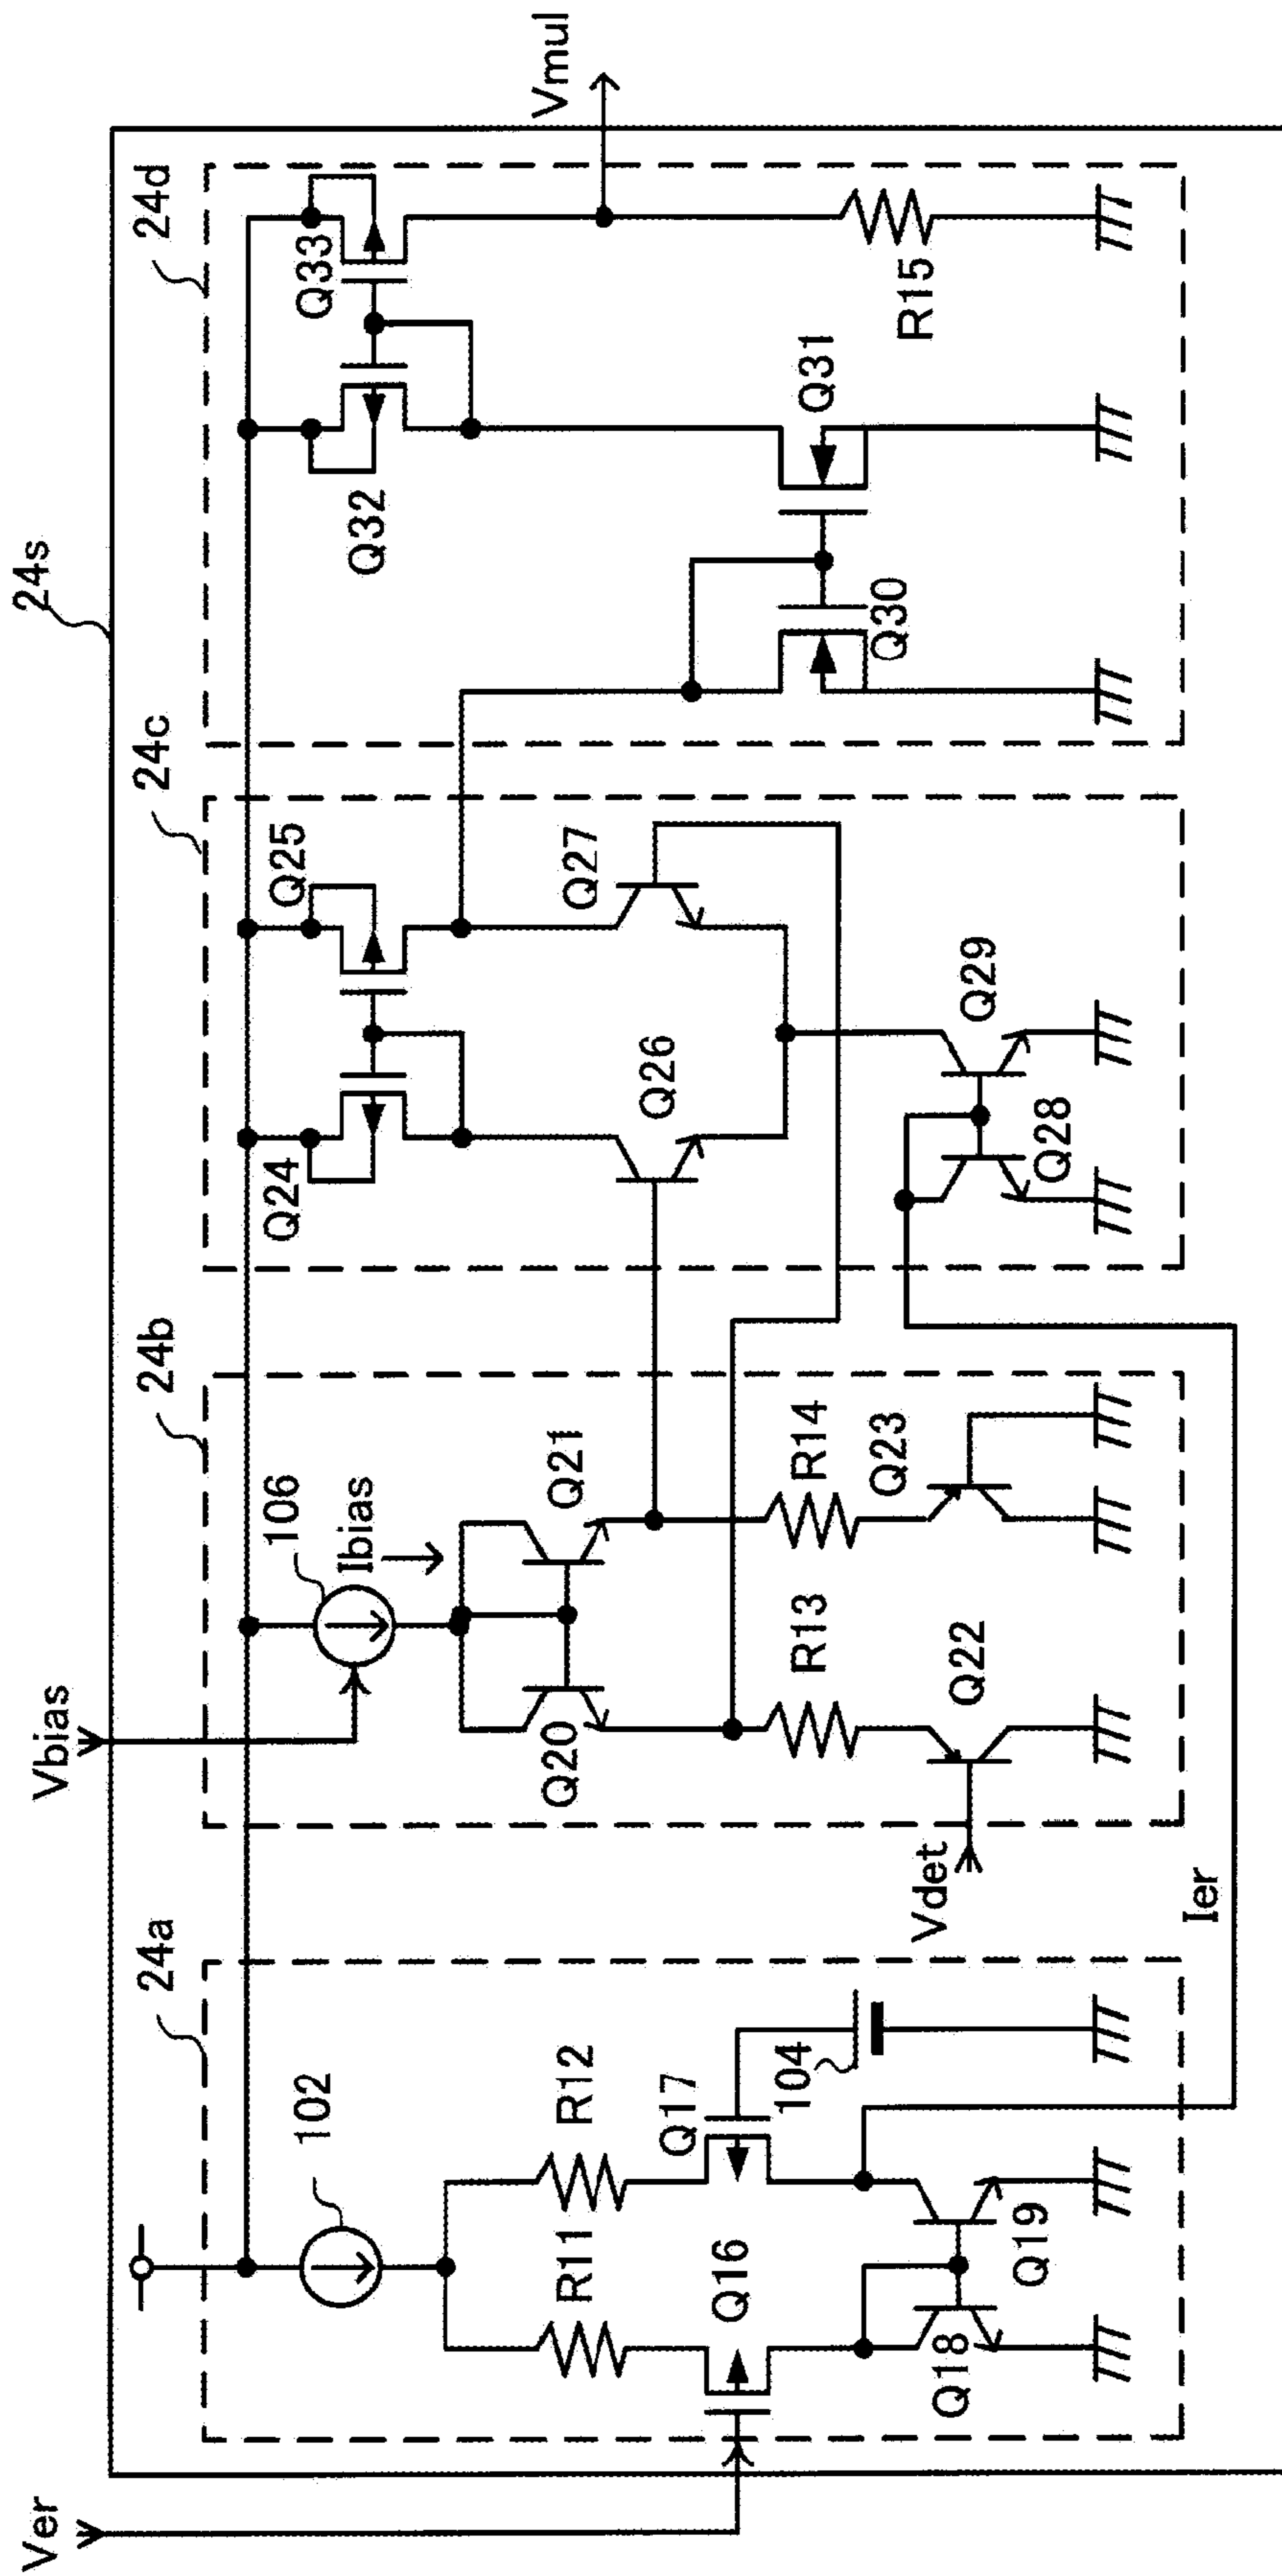 24s
Ver
Vbias
Vmul
24a
24b
24c
24d
102
R11
R12
Q16
Q17
104
Q18
Q19
Ier
106
Ibias
Q20
Q21
R13
R14
Q22
Q23
Vdet
Q24
Q25
Q26
Q27
Q28
Q29
Q32
Q33
Q30
Q31
R15